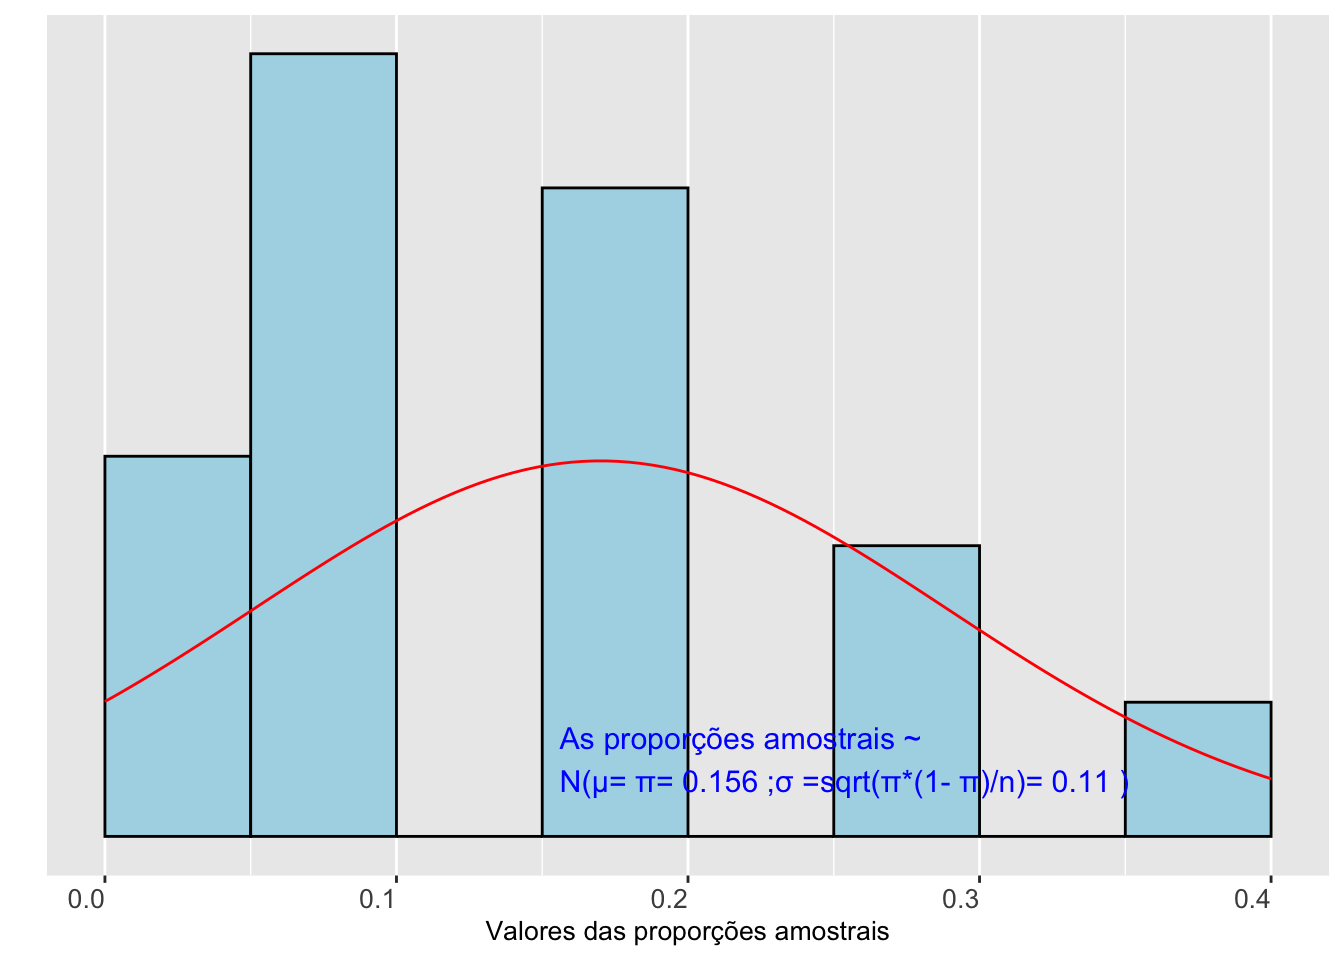 As proporções amostrais ~
N(μ= π= 0.156 ;σ =sqrt(π*(1- π)/n)= 0.11 )
0.0 0.1 0.2 0.3 0.4
Valores das proporções amostrais